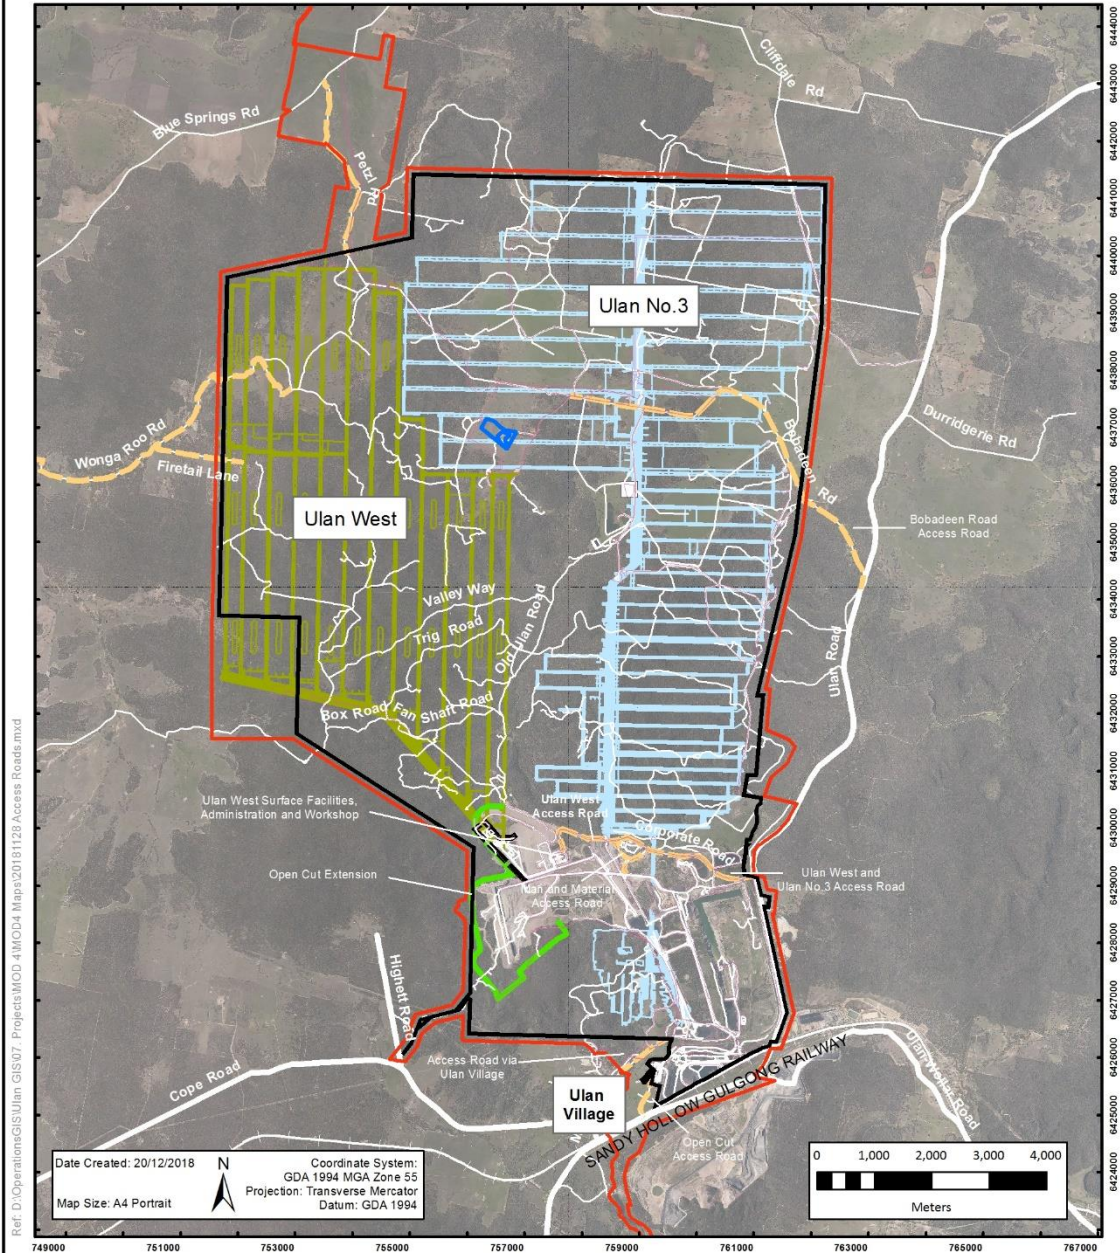 Cliffdale
Rd
Blue Springs Rd
Petzl Rd
Ulan No.3
Wonga Roo Rd
Firetail Lane
Bobadeen Rd
Durridgerie Rd
Ulan West
Bobadeen Road
Access Road
Valley Way
Trig Road
Old Ulan Road
Ulan Road
Box Road
Fan Shaft Road
Ulan West Surface Facilities,
Administration and Workshop
Ulan West
Access Road
Corporate Road
Open Cut Extension
Man and Material
Access Road
Ulan West and
Ulan No.3 Access Road
Highett Road
Cope Road
Access Road via
Ulan Village
Ulan
Village
SANDY HOLLOW GULGONG RAILWAY
Ulan-Wollar Road
Open Cut
Access Road
Date Created: 20/12/2018
Map Size: A4 Portrait
N
Coordinate System:
GDA 1994 MGA Zone 55
Projection: Transverse Mercator
Datum: GDA 1994
0 1,000 2,000 3,000 4,000
Meters
749000 751000 753000 755000 757000 759000 761000 763000 765000 767000
6444000
6443000
6442000
6441000
6440000
6439000
6438000
6437000
6436000
6435000
6434000
6433000
6432000
6431000
6430000
6429000
6428000
6427000
6426000
6425000
6424000
Ref: D:\OperationsGIS\Ulan GIS\07. Projects\MOD 4\MOD4 Maps\20181128 Access Roads.mxd